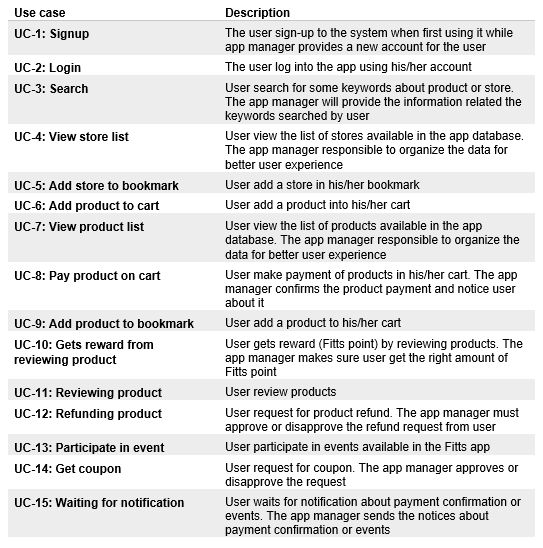 Use case Description
UC-1: Signup The user sign-up to the system when first using it while
app manager provides a new account for the user
UC-2: Login The user log into the app using his/her account
UC-3: Search User search for some keywords about product or store.
The app manager will provide the information related the
keywords searched by user
UC-4: View store list User view the list of stores available in the app database.
The app manager responsible to organize the data for
better user experience
UC-5: Add store to bookmark User add a store in his/her bookmark
UC-6: Add product to cart User add a product into his/her cart
UC-7: View product list User view the list of products available in the app
database. The app manager responsible to organize the
data for better user experience
UC-8: Pay product on cart User make payment of products in his/her cart. The app
manager confirms the product payment and notice user
about it
UC-9: Add product to bookmark User add a product to his/her cart
UC-10: Gets reward from User gets reward (Fitts point) by reviewing products. The
reviewing product app manager makes sure user get the right amount of
Fitts point
UC-11: Reviewing product User review products
UC-12: Refunding product User request for product refund. The app manager must
approve or disapprove the refund request from user
UC-13: Participate in event User participate in events available in the Fitts app
UC-14: Get coupon User request for coupon. The app manager approves or
disapprove the request
UC-15: Waiting for notification User waits for notification about payment confirmation or
events. The app manager sends the notices about
payment confirmation or events